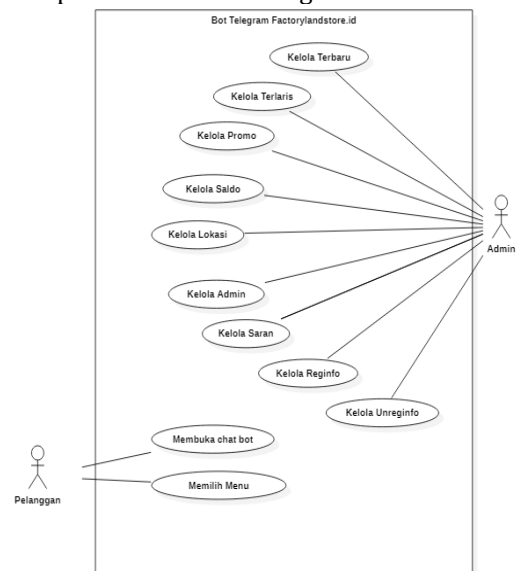 Bot Telegram Factorylandstore.id
Kelola Terbaru
Kelola Terlaris
Kelola Promo
Kelola Saldo
Kelola Lokasi
Admin
Kelola Admin
Kelola Saran
Kelola Reginfo
Kelola Unreginfo
Membuka chat bot
Memilih Menu
Pelanggan